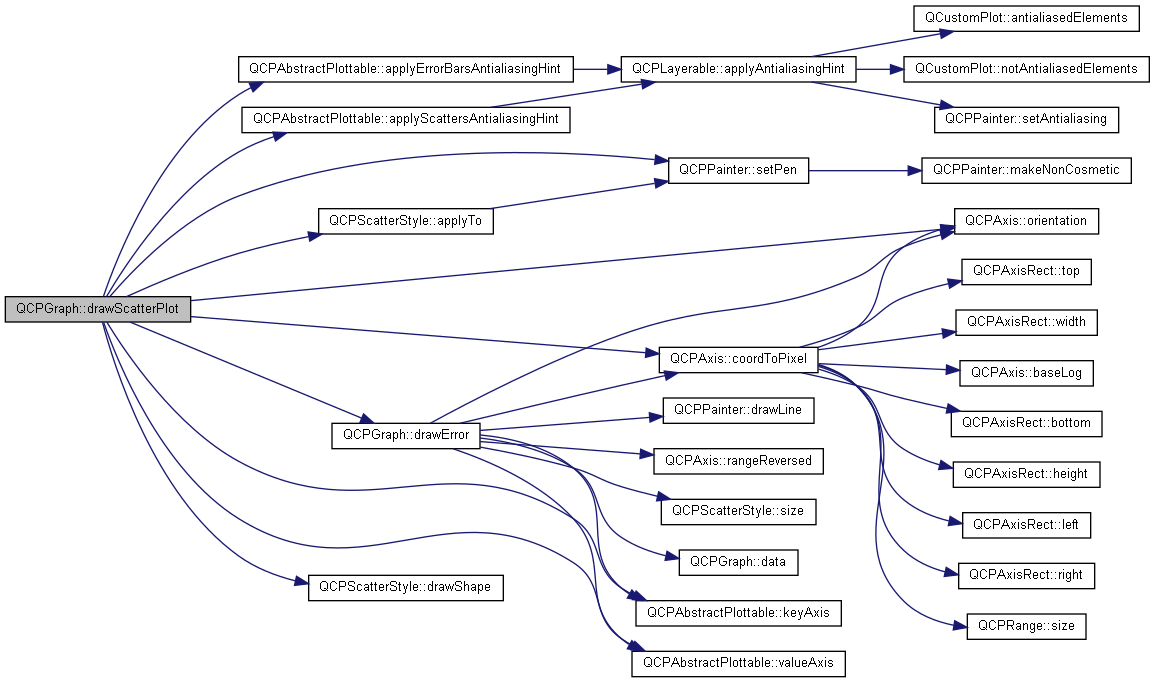 QCustomPlot::antialiasedElements
QCPAbstractPlottable::applyErrorBarsAntialiasingHint
QCPLayerable::applyAntialiasingHint
QCustomPlot::notAntialiasedElements
QCPAbstractPlottable::applyScattersAntialiasingHint
QCPPainter::setAntialiasing
QCPPainter::setPen
QCPPainter::makeNonCosmetic
QCPScatterStyle::applyTo
QCPAxis::orientation
QCPAxisRect::top
QCPGraph::drawScatterPlot
QCPAxisRect::width
QCPAxis::coordToPixel
QCPAxis::baseLog
QCPPainter::drawLine
QCPAxisRect::bottom
QCPGraph::drawError
QCPAxis::rangeReversed
QCPAxisRect::height
QCPScatterStyle::size
QCPAxisRect::left
QCPGraph::data
QCPAxisRect::right
QCPScatterStyle::drawShape
QCPAbstractPlottable::keyAxis
QCPRange::size
QCPAbstractPlottable::valueAxis